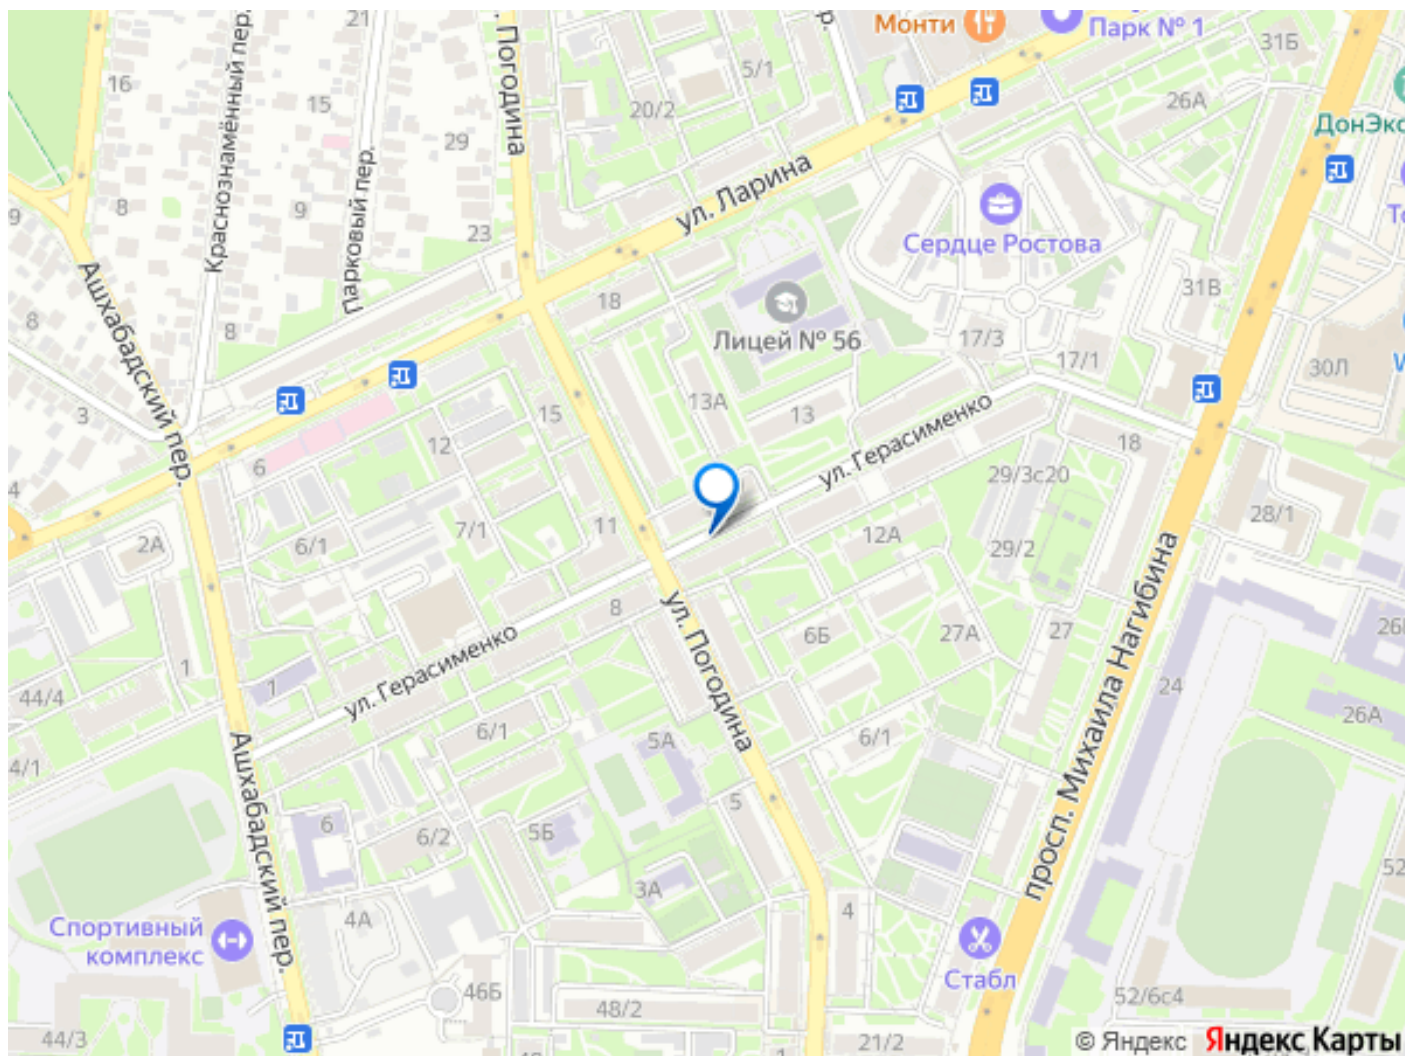 21
Монти
Парк № 1
31Б
16
15
5/1
20/2
26А
ДонЭкс
Краснознамённый пер.
Парковый пер.
ул. Погодина
29
ул. Ларина
9
8
9
23
Сердце Ростова
То
Ашхабадский пер.
8
8
18
31В
Лицей № 56
17/3
17/1
30Л
W
3
13А
13
15
12
ул. Герасименко
18
6
29/3с20
4
2А
6/1
7/1
11
12А
29/2
28/1
8
6Б
27А
27
ул. Погодина
просп. Михаила Нагибина
26
1
1
44/4
ул. Герасименко
24
26А
6/1
5А
6/1
4/1
Ашхабадский пер.
5
6
6/2
5Б
52
3А
4
4А
Спортивный
комплекс
Стабл
46Б
48/2
52/6с4
44/3
21/2
© Яндекс Яндекс Карты